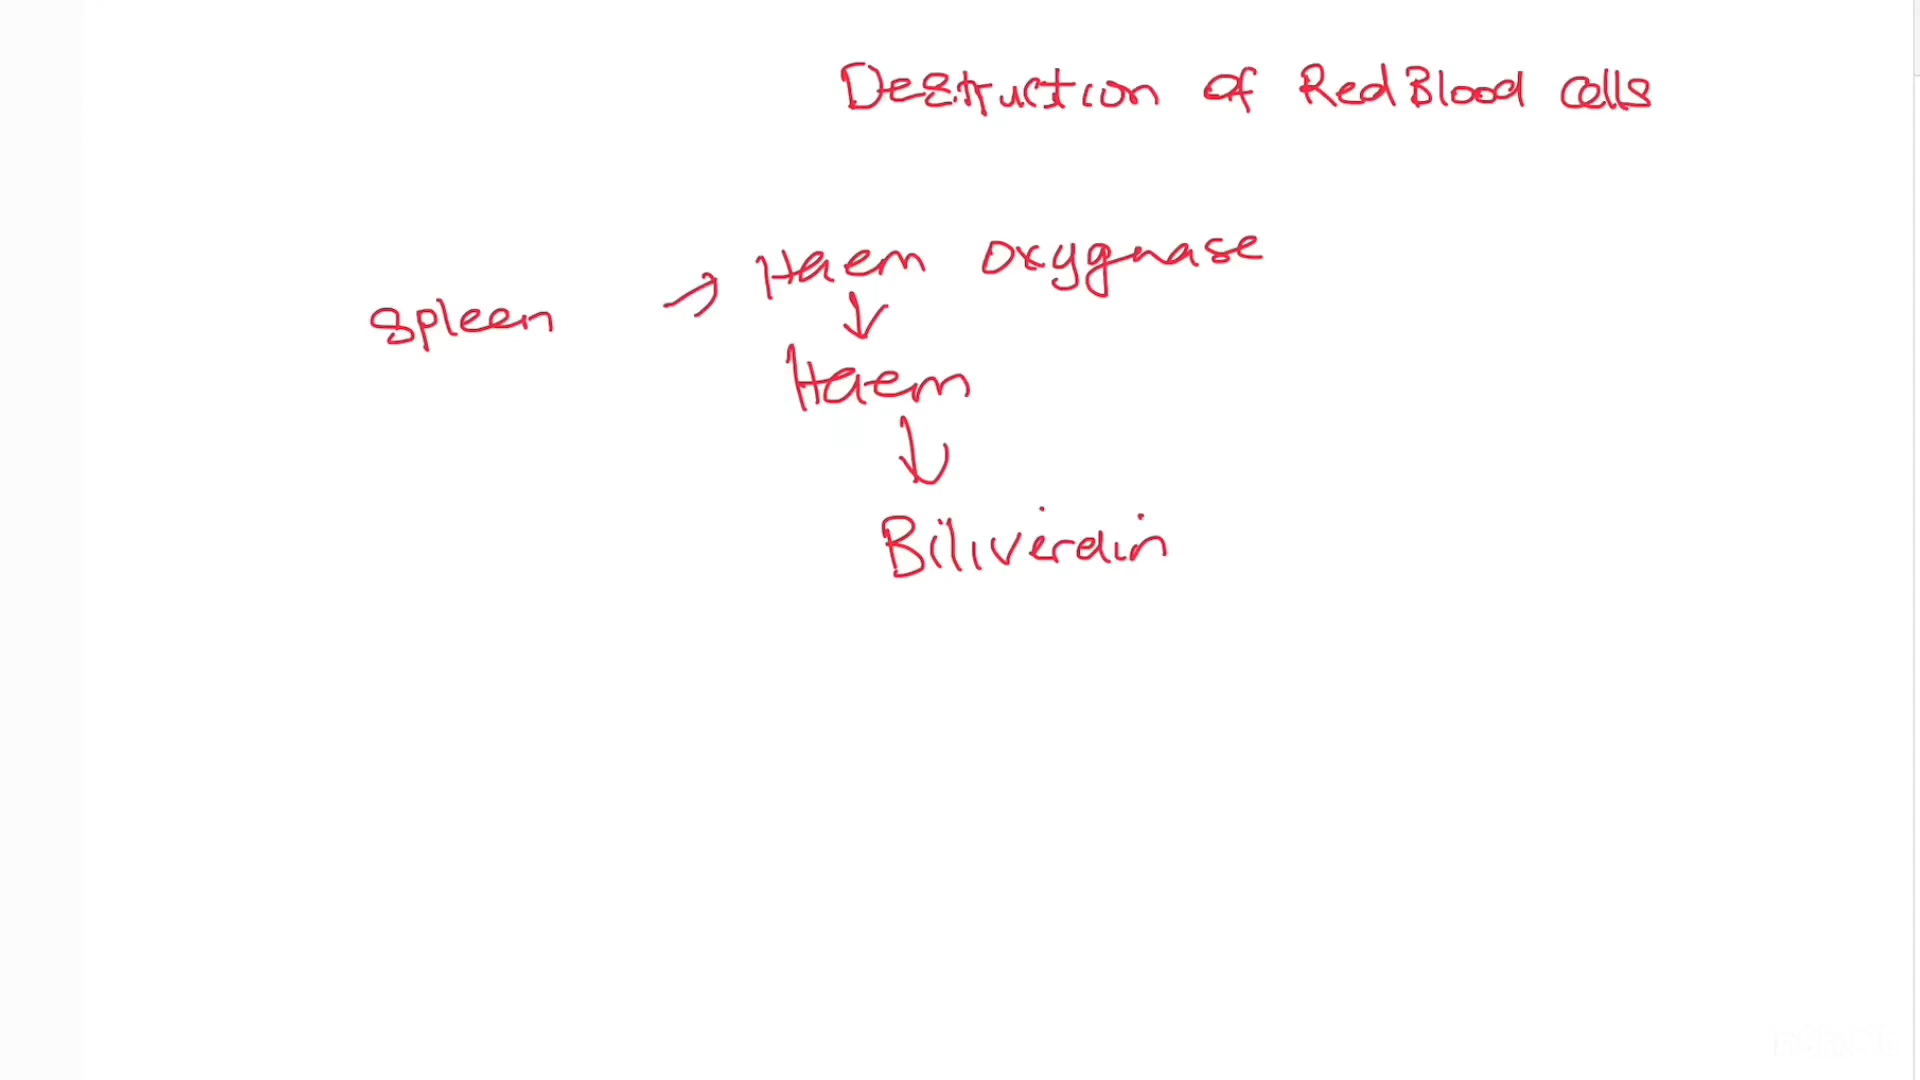 Destruction of Red Blood cells
Haem oxygnase
spleen
Haem
Biliverdin